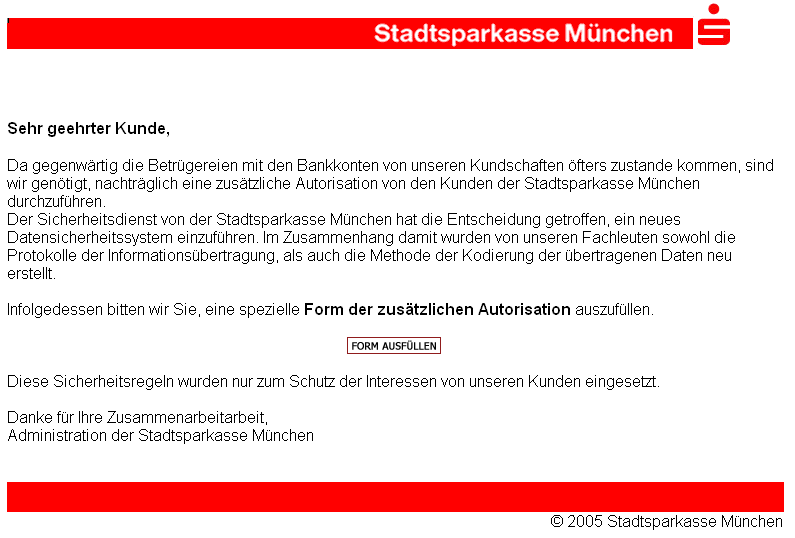 Stadtsparkasse München
Sehr geehrter Kunde,
Da gegenwärtig die Betrügereien mit den Bankkonten von unseren Kundschaften öfters zustande kommen, sind
wir genötigt, nachträglich eine zusätzliche Autorisation von den Kunden der Stadtsparkasse München
durchzuführen.
Der Sicherheitsdienst von der Stadtsparkasse München hat die Entscheidung getroffen, ein neues
Datensicherheitssystem einzuführen. Im Zusammenhang damit wurden von unseren Fachleuten sowohl die
Protokolle der Informationsübertragung, als auch die Methode der Kodierung der übertragenen Daten neu
erstellt.
Infolgedessen bitten wir Sie, eine spezielle Form der zusätzlichen Autorisation auszufüllen.
FORM AUSFÜLLEN
Diese Sicherheitsregeln wurden nur zum Schutz der Interessen von unseren Kunden eingesetzt.
Danke für Ihre Zusammenarbeitarbeit,
Administration der Stadtsparkasse München
© 2005 Stadtsparkasse München